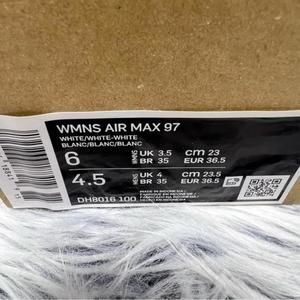 WMNS AIR MAX 97
WHITE/WHITE-WHITE
BLANC/BLANC/BLANC
6 WMNS UK 3.5 CM 23
BR 35 EUR 36.5
4.5 MENS UK 4 CM 23.5
BR 35 EUR 36.5
DH8016 100
MADE IN INDONESIA